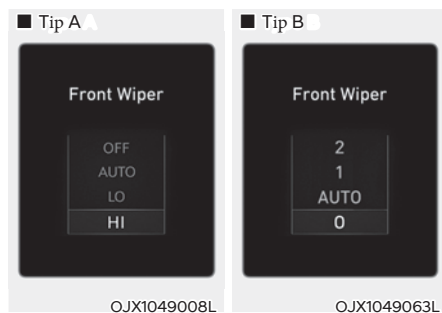 ■ Tip A
Front Wiper
OFF
AUTO
LO
HI
OJX1049008L
■ Tip B
Front Wiper
2
1
AUTO
0
OJX1049063L